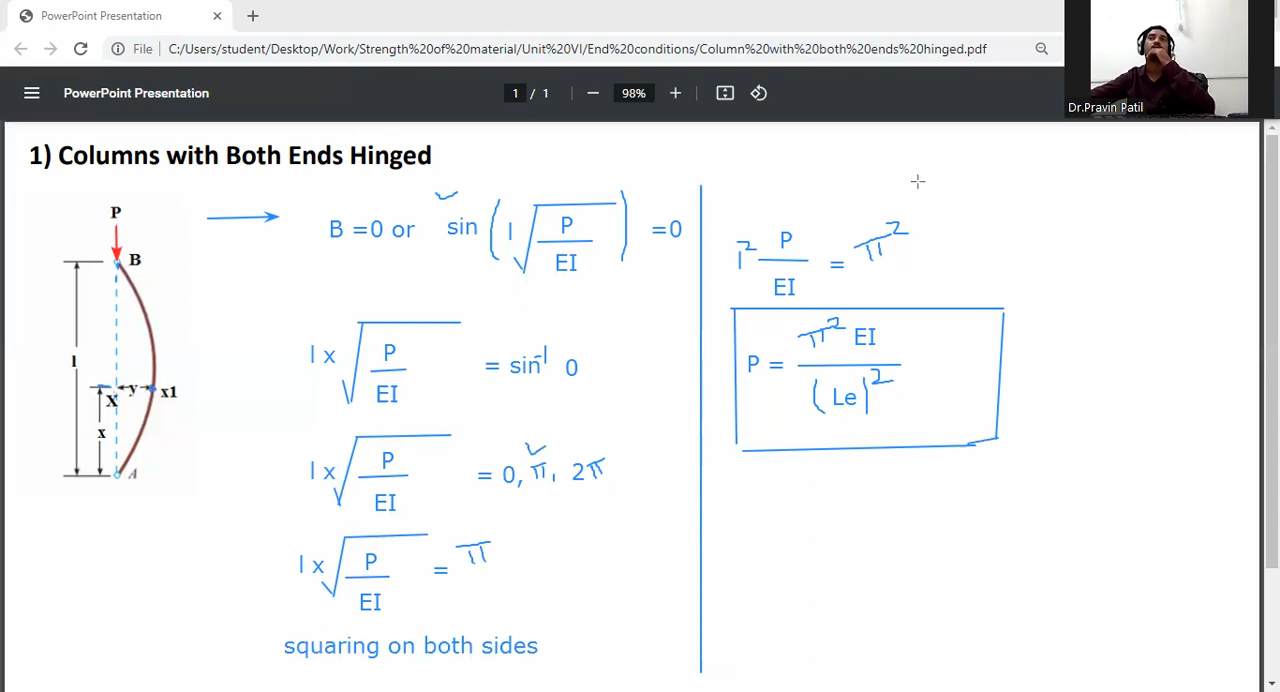 PowerPoint Presentation
File C:/Users/student/Desktop/Work/Strength%20of%20material/Unit%20VI/End%20conditions/Column%20with%20both%20ends%20hinged.pdf
PowerPoint Presentation 1 / 1 98%
Dr.Pravin Patil
1) Columns with Both Ends Hinged
P
B
l
y
x1
X
x
A
B =0 or sin (l √(P/EI)) =0
l x √(P/EI) = sin⁻¹ 0
l x √(P/EI) = 0, π, 2π
l x √(P/EI) = π
squaring on both sides
l² P/EI = π²
P = π² EI/(Le)²